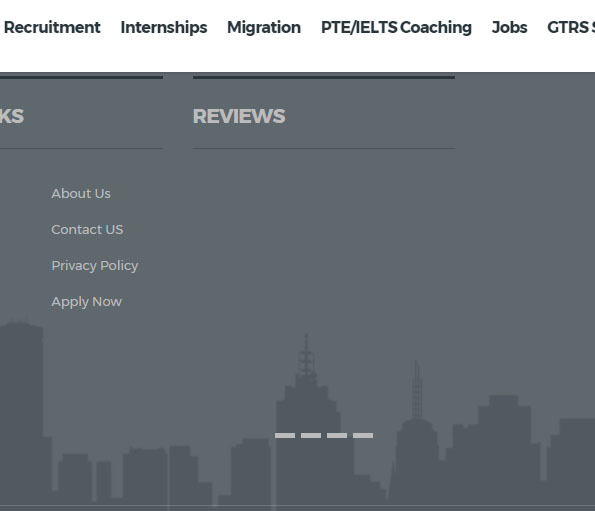 Recruitment Internships Migration PTE/IELTS Coaching Jobs GTRS
KS REVIEWS
About Us
Contact US
Privacy Policy
Apply Now